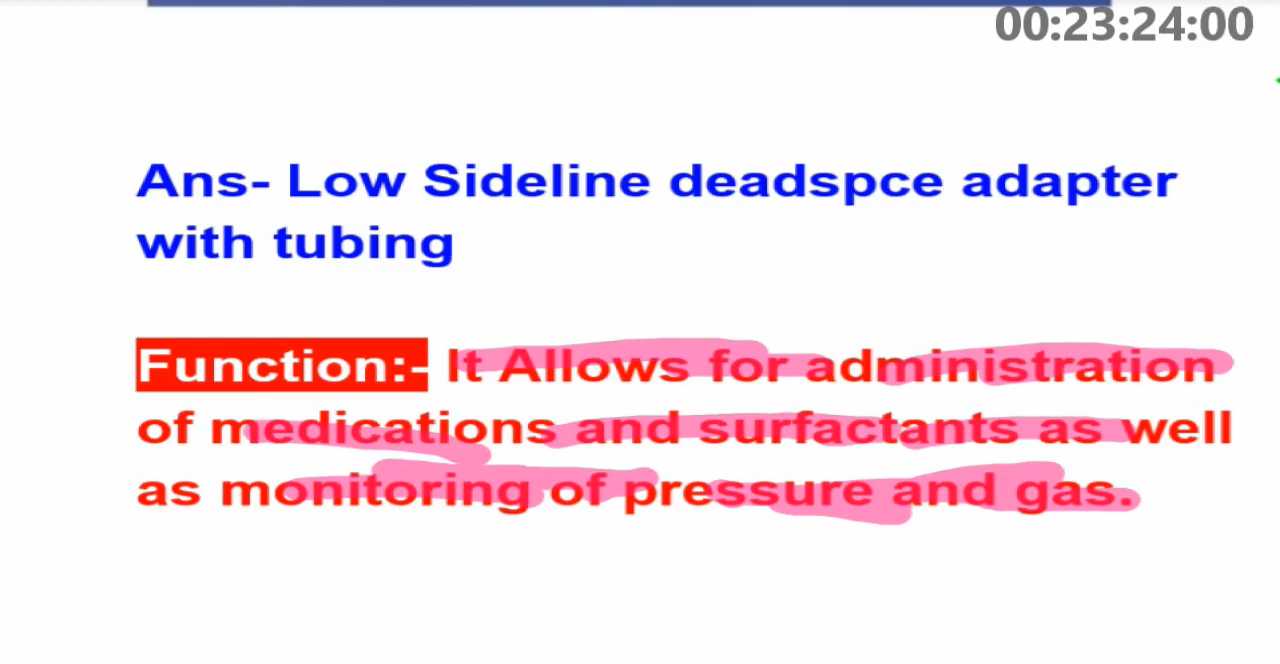 00:23:24:00
Ans- Low Sideline deadspce adapter
with tubing
Function:- It Allows for administration
of medications and surfactants as well
as monitoring of pressure and gas.